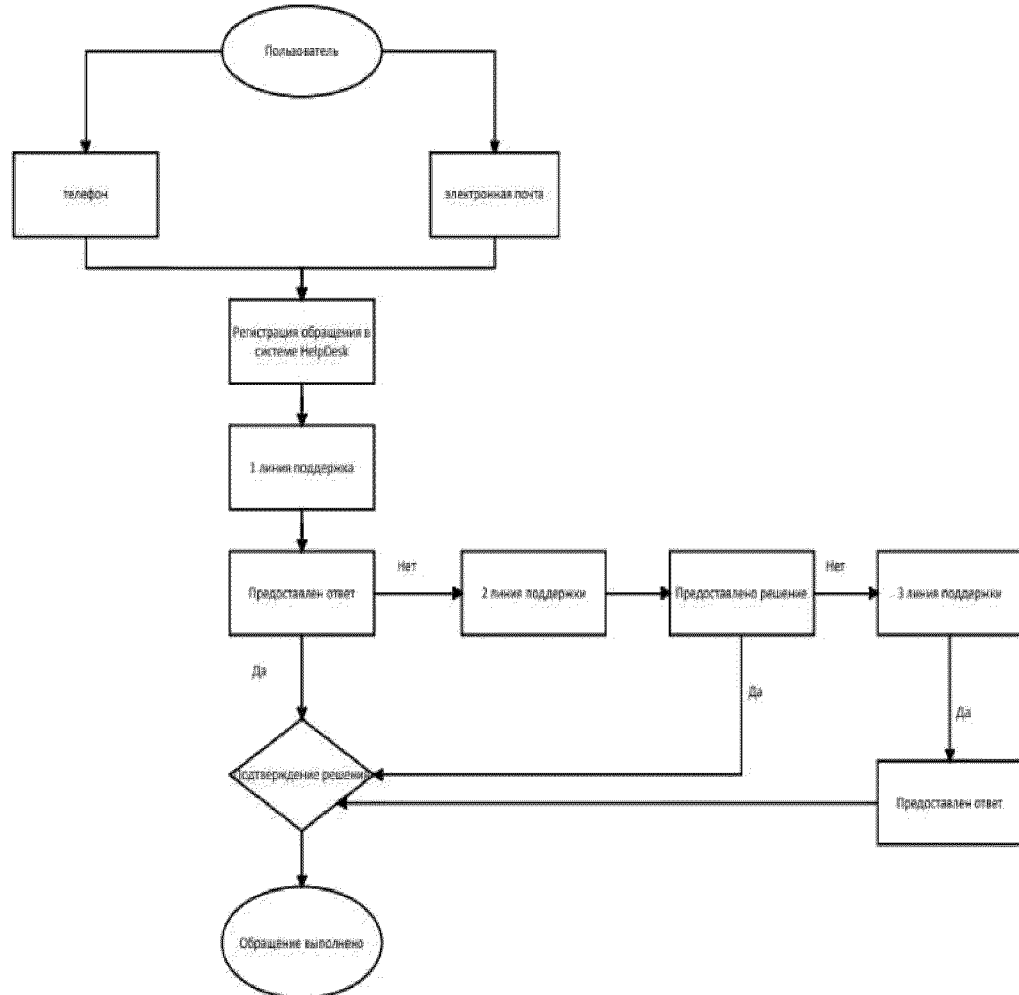 Пользователь
телефон
электронная почта
Регистрация обращения в
системе HelpDesk
1 линия поддержка
Предоставлен ответ
Нет
2 линия поддержки
Предоставлено решение
Нет
3 линия поддержки
Да
Да
Да
Подтверждение решения
Предоставлен ответ
Обращение выполнено